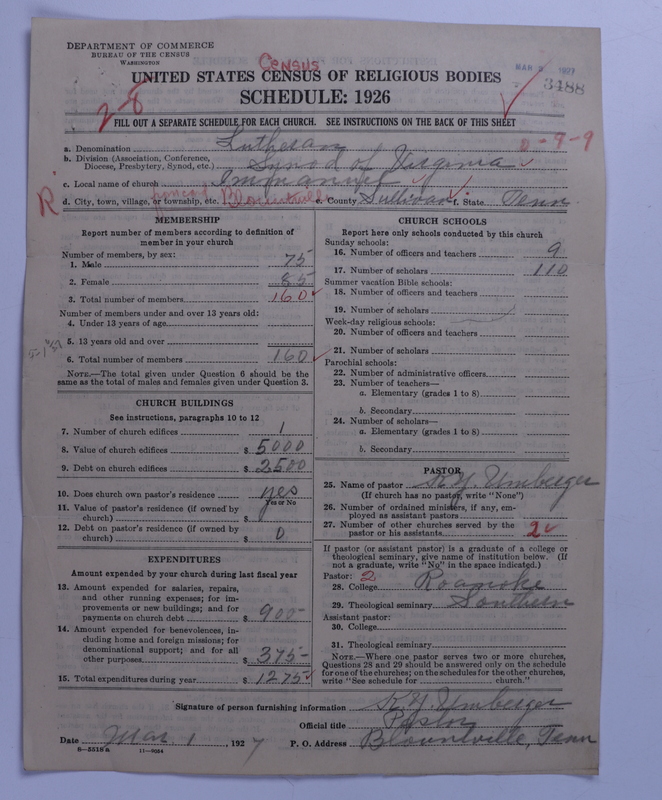 DEPARTMENT OF COMMERCE
BUREAU OF THE CENSUS
WASHINGTON
Census
MAR 3 1927
3488
UNITED STATES CENSUS OF RELIGIOUS BODIES
SCHEDULE: 1926
2-8
FILL OUT A SEPARATE SCHEDULE FOR EACH CHURCH. SEE INSTRUCTIONS ON THE BACK OF THIS SHEET
a. Denomination Lutheran 0-9-9
b. Division (Association, Conference, Diocese, Presbytery, Synod, etc.) Synod of Virginia
c. Local name of church Immanuel
R
d. City, town, village, or township, etc. Blountville e. County Sullivan f. State Tenn.
MEMBERSHIP
Report number of members according to definition of member in your church
Number of members, by sex:
1. Male 75
2. Female 85
3. Total number of members 160
Number of members under and over 13 years old:
4. Under 13 years of age
5. 13 years old and over
6. Total number of members 160
NOTE.—The total given under Question 6 should be the same as the total of males and females given under Question 3.
CHURCH BUILDINGS
See instructions, paragraphs 10 to 12
7. Number of church edifices 1
8. Value of church edifices $ 5000
9. Debt on church edifices $ 2500
10. Does church own pastor's residence yes
Yes or No
11. Value of pastor's residence (if owned by church) $
12. Debt on pastor's residence (if owned by church) $ 0
EXPENDITURES
Amount expended by your church during last fiscal year
13. Amount expended for salaries, repairs, and other running expenses; for improvements or new buildings; and for payments on church debt $ 900-
14. Amount expended for benevolences, including home and foreign missions; for denominational support; and for all other purposes $ 375-
15. Total expenditures during year $ 1275
CHURCH SCHOOLS
Report here only schools conducted by this church
Sunday schools:
16. Number of officers and teachers 9
17. Number of scholars 110
Summer vacation Bible schools:
18. Number of officers and teachers
19. Number of scholars
Week-day religious schools:
20. Number of officers and teachers
21. Number of scholars
Parochial schools:
22. Number of administrative officers
23. Number of teachers—
a. Elementary (grades 1 to 8)
b. Secondary
24. Number of scholars—
a. Elementary (grades 1 to 8)
b. Secondary
PASTOR
25. Name of pastor K.Y. Umberger
(If church has no pastor, write "None")
26. Number of ordained ministers, if any, employed as assistant pastors
27. Number of other churches served by the pastor or his assistants 2
If pastor (or assistant pastor) is a graduate of a college or theological seminary, give name of institution below. (If not a graduate, write "No" in the space indicated.)
Pastor: 2
28. College Roanoke
29. Theological seminary Southern
Assistant pastor:
30. College
31. Theological seminary
NOTE.—Where one pastor serves two or more churches, Questions 28 and 29 should be answered only on the schedule for one of the churches; on the schedules for the other churches, write "See schedule for church."
Signature of person furnishing information K.Y. Umberger
Official title Pastor
Date Mar 1, 1927 P. O. Address Blountville, Tenn
8-5518 a 11-9054